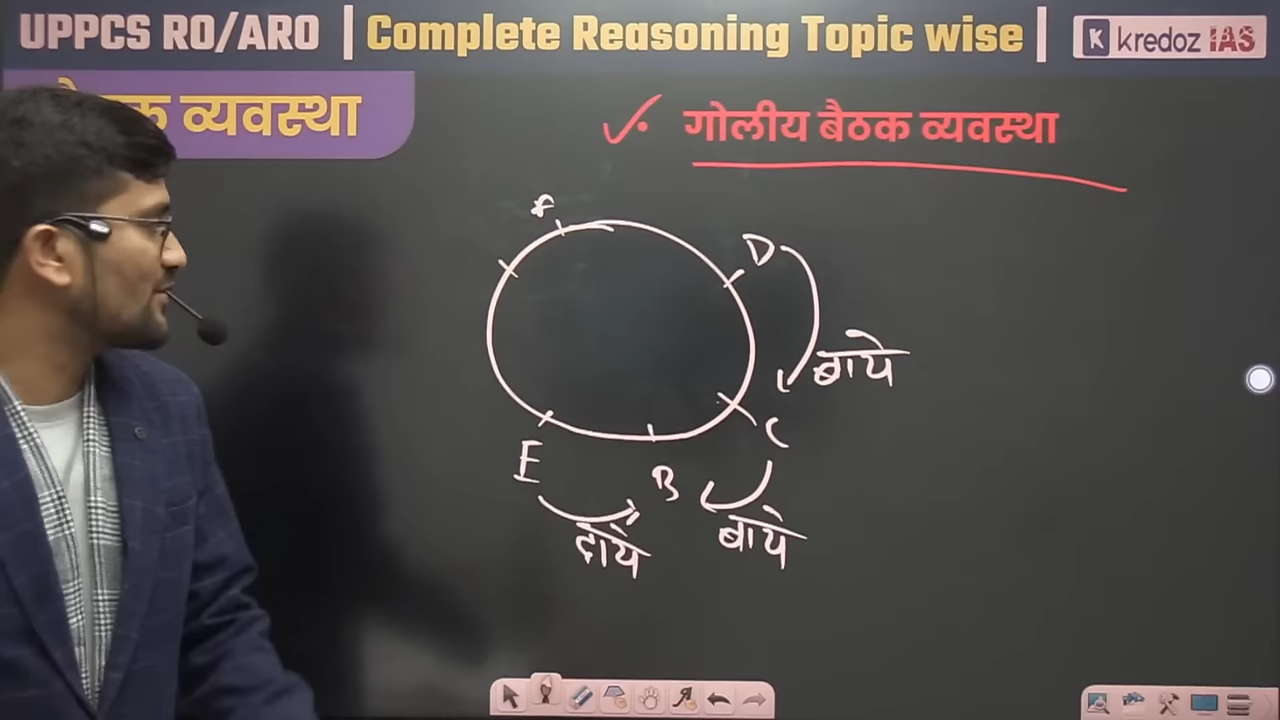 UPPCS RO/ARO | Complete Reasoning Topic wise | K kredoz IAS
क व्यवस्था
गोलीय बैठक व्यवस्था
D
बाये
C
E
B
दाये
बाये